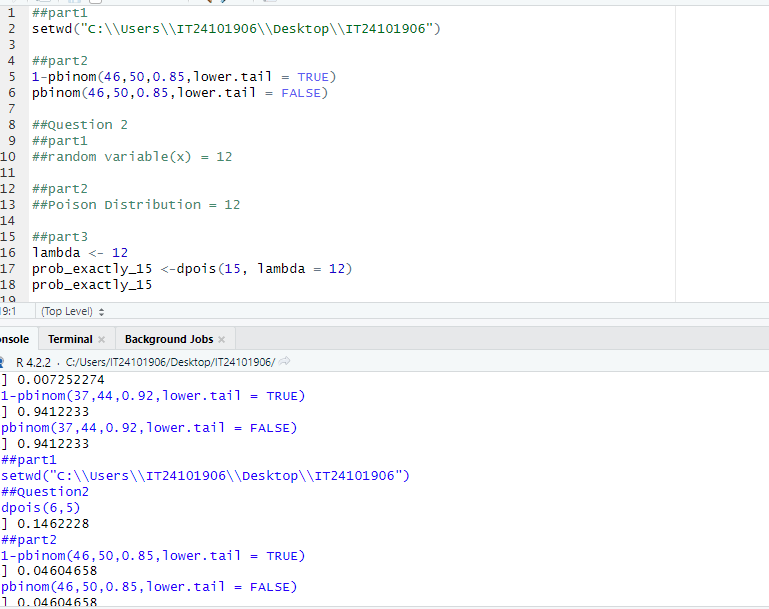 1 ##part1
2 setwd("C:\\Users\\IT24101906\\Desktop\\IT24101906")
3
4 ##part2
5 1-pbinom(46,50,0.85,lower.tail = TRUE)
6 pbinom(46,50,0.85,lower.tail = FALSE)
7
8 ##Question 2
9 ##part1
10 ##random variable(x) = 12
11
12 ##part2
13 ##Poison Distribution = 12
14
15 ##part3
16 lambda <- 12
17 prob_exactly_15 <-dpois(15, lambda = 12)
18 prob_exactly_15
19
19:1 (Top Level)
onsole Terminal × Background Jobs ×
R 4.2.2 · C:/Users/IT24101906/Desktop/IT24101906/
] 0.007252274
1-pbinom(37,44,0.92,lower.tail = TRUE)
] 0.9412233
pbinom(37,44,0.92,lower.tail = FALSE)
] 0.9412233
##part1
setwd("C:\\Users\\IT24101906\\Desktop\\IT24101906")
##Question2
dpois(6,5)
] 0.1462228
##part2
1-pbinom(46,50,0.85,lower.tail = TRUE)
] 0.04604658
pbinom(46,50,0.85,lower.tail = FALSE)
] 0.04604658